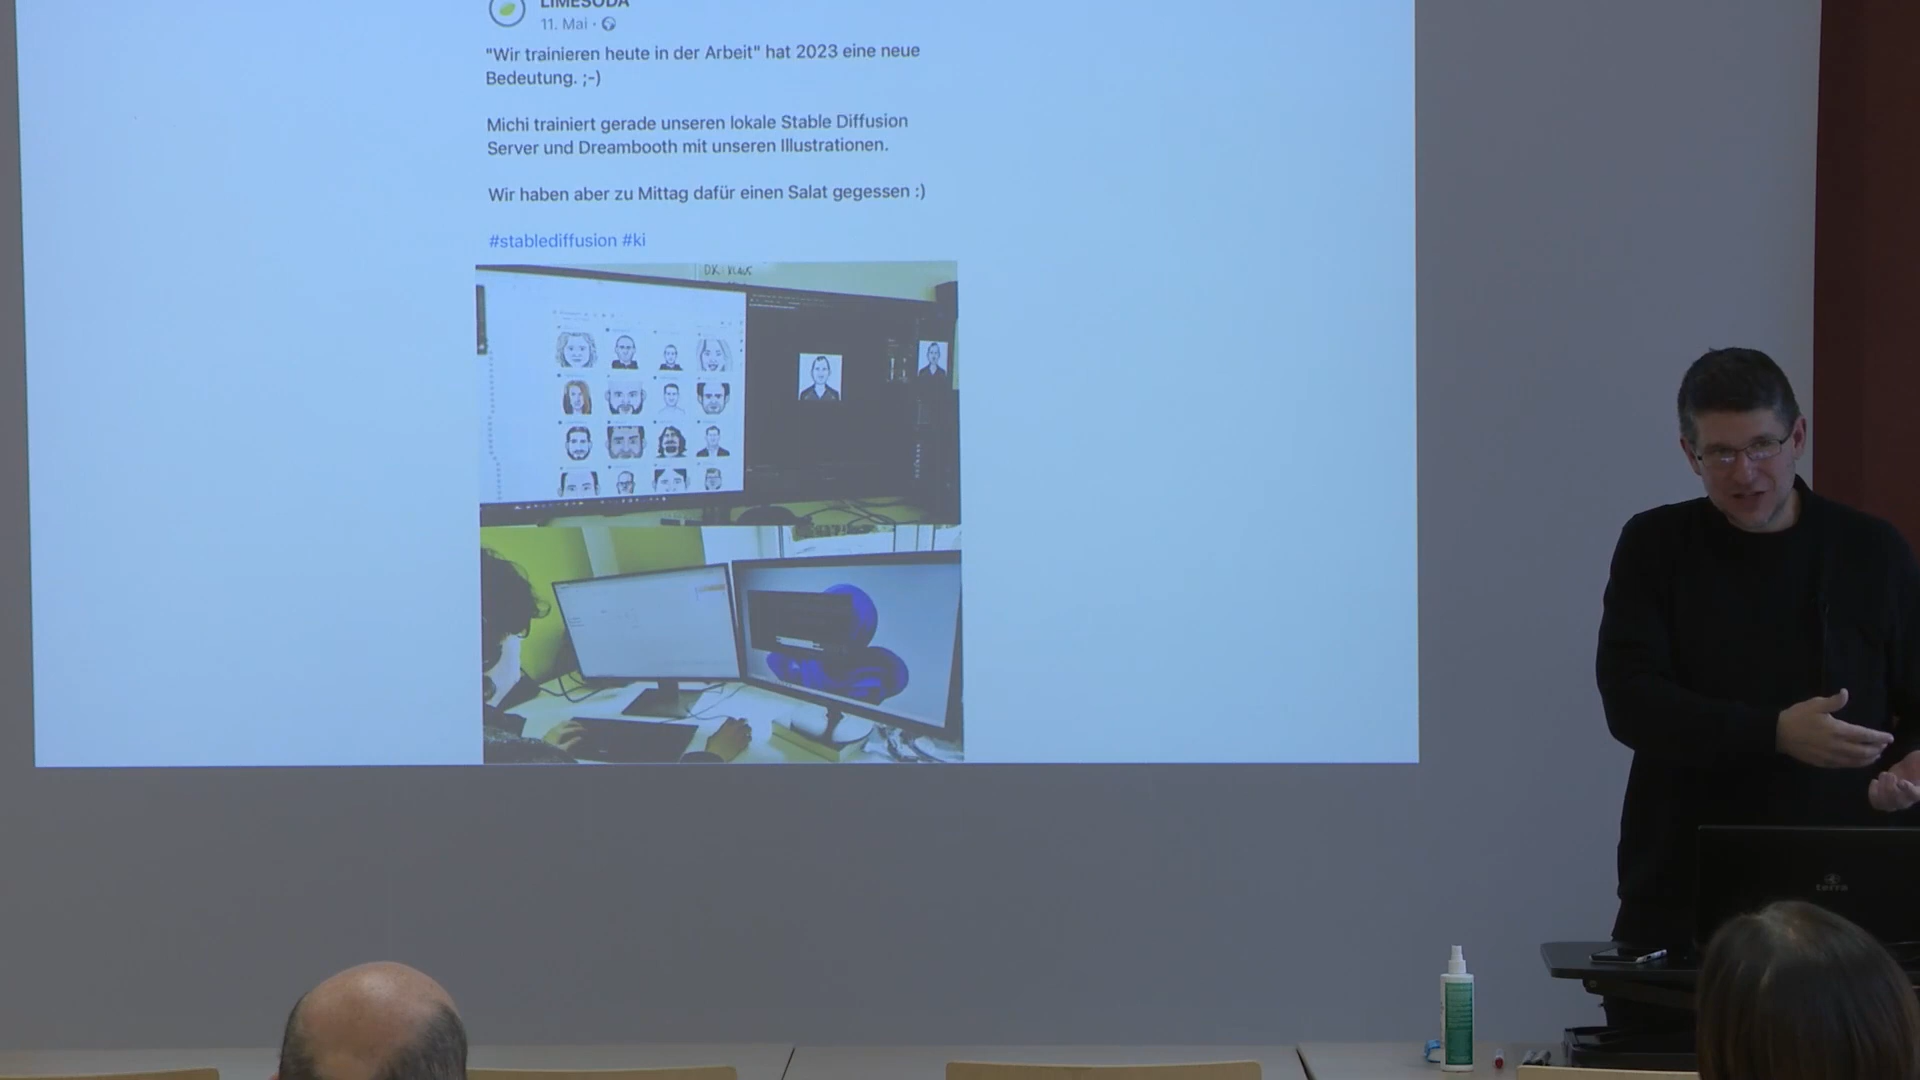 LIMESODA
11. Mai ·
"Wir trainieren heute in der Arbeit" hat 2023 eine neue
Bedeutung. ;-)
Michi trainiert gerade unseren lokale Stable Diffusion
Server und Dreambooth mit unseren Illustrationen.
Wir haben aber zu Mittag dafür einen Salat gegessen :)
#stablediffusion #ki
terra